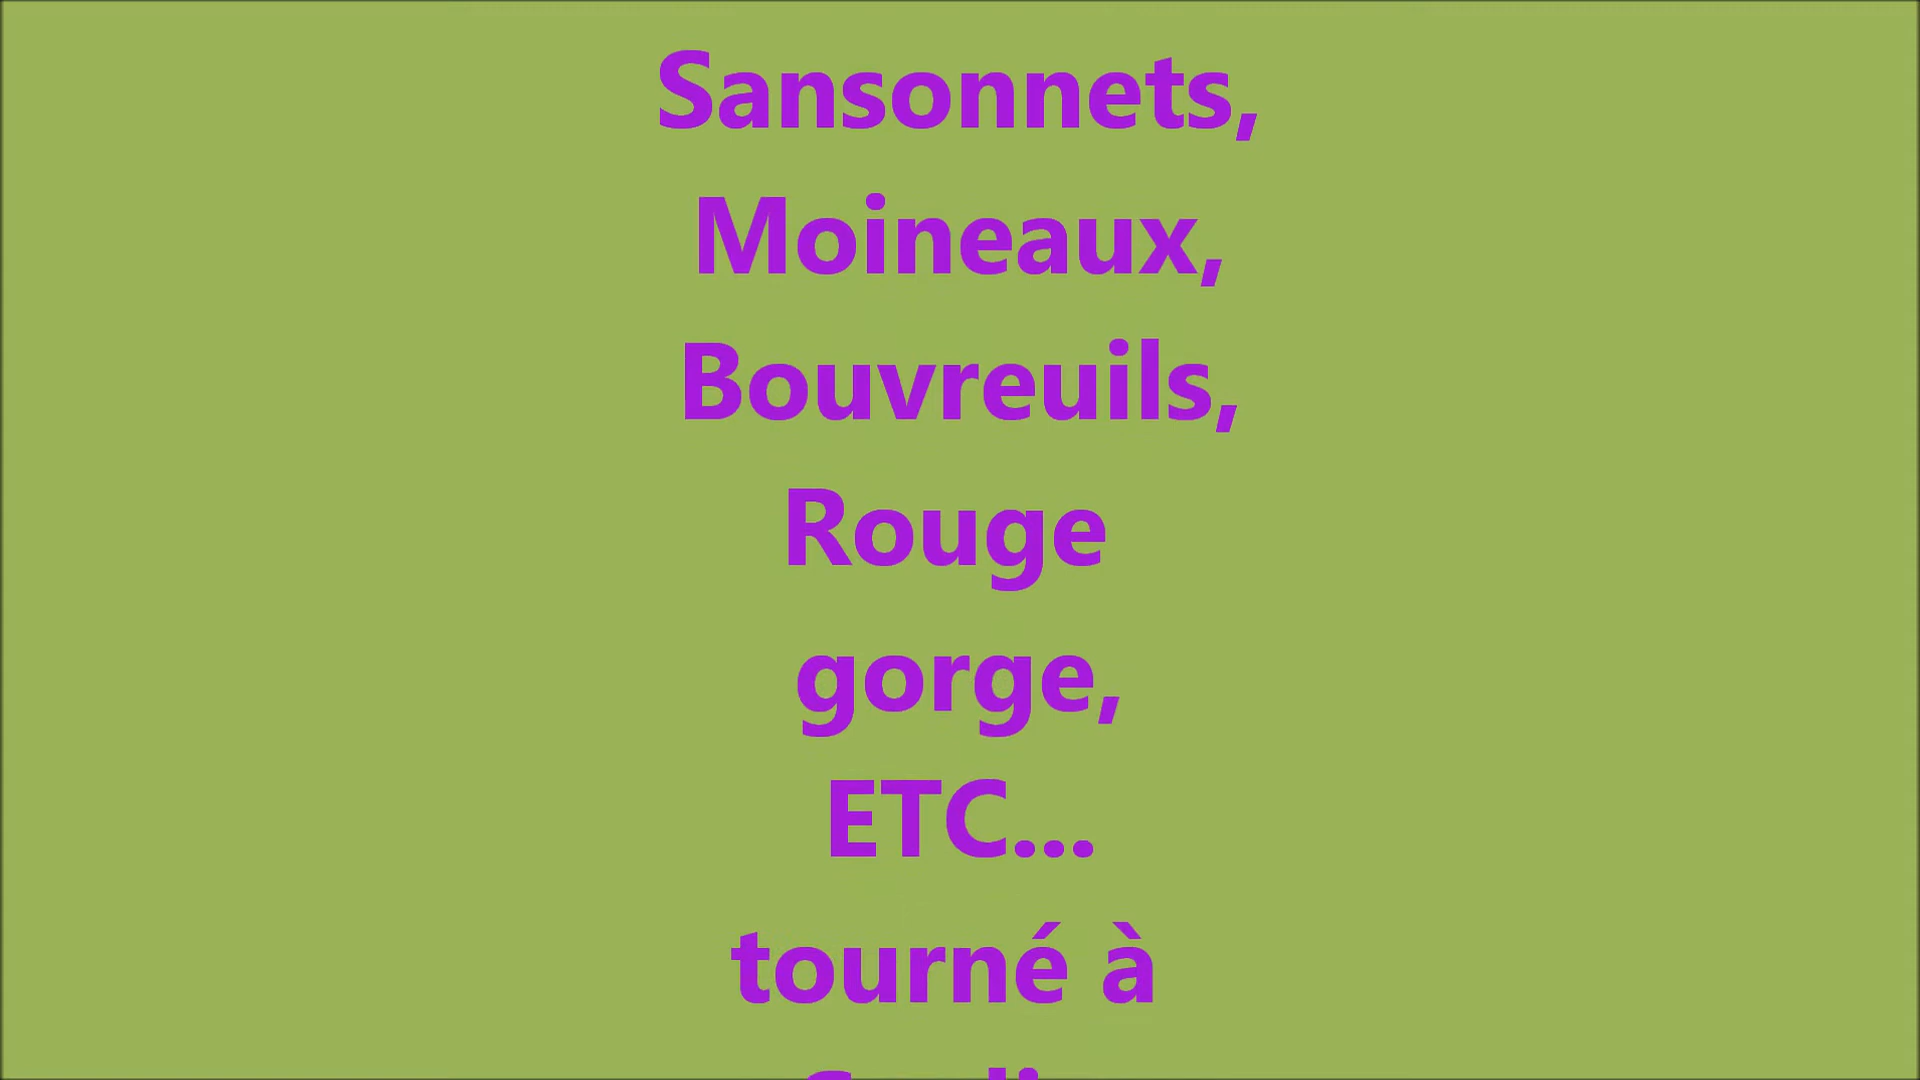 Sansonnets,
Moineaux,
Bouvreuils,
Rouge
gorge,
ETC...
tourné à